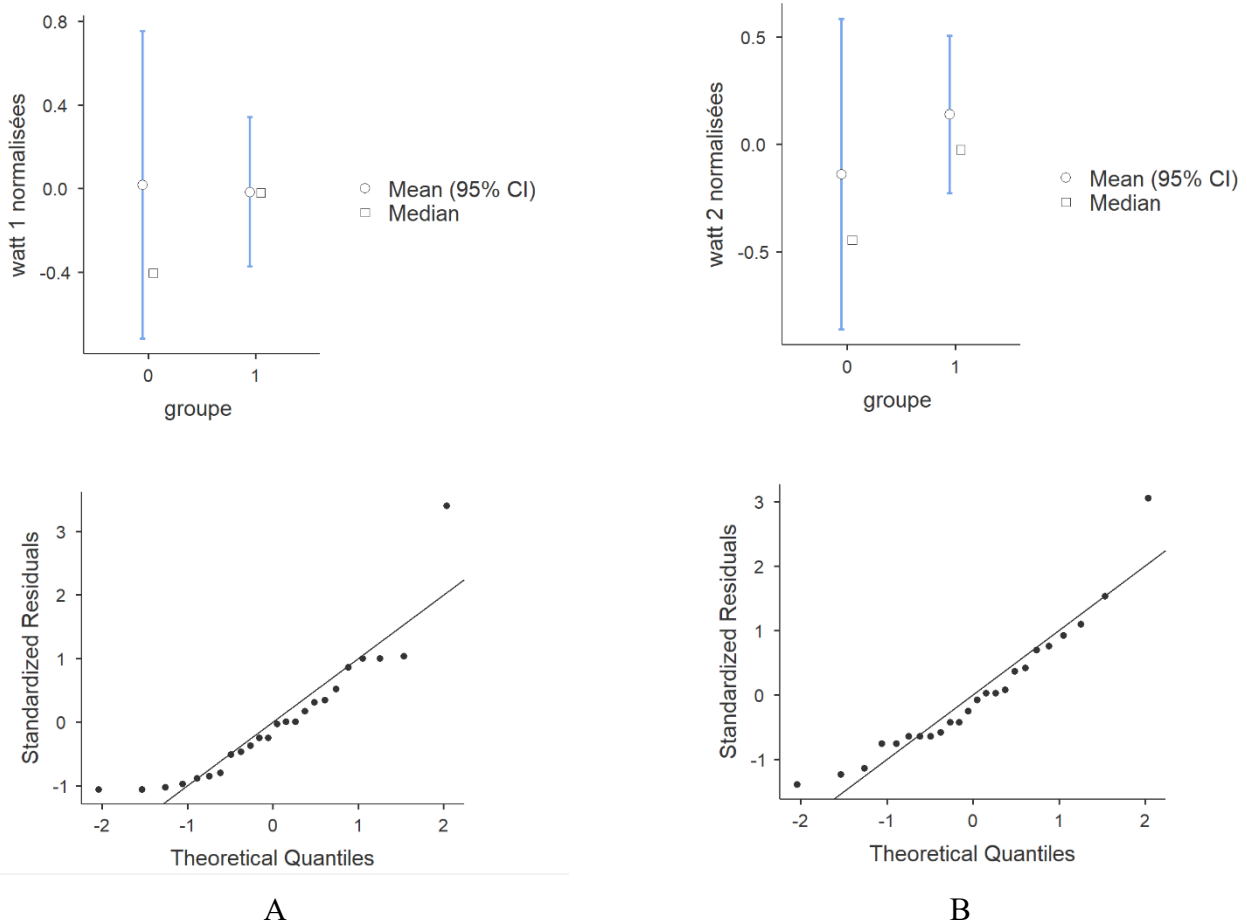 0.8
0.4
0.0
-0.4
watt 1 normalisées
0 1
groupe
Mean (95% CI)
Median
0.5
0.0
-0.5
watt 2 normalisées
0 1
groupe
Mean (95% CI)
Median
3
2
1
0
-1
Standardized Residuals
-2 -1 0 1 2
Theoretical Quantiles
A
3
2
1
0
-1
Standardized Residuals
-2 -1 0 1 2
Theoretical Quantiles
B